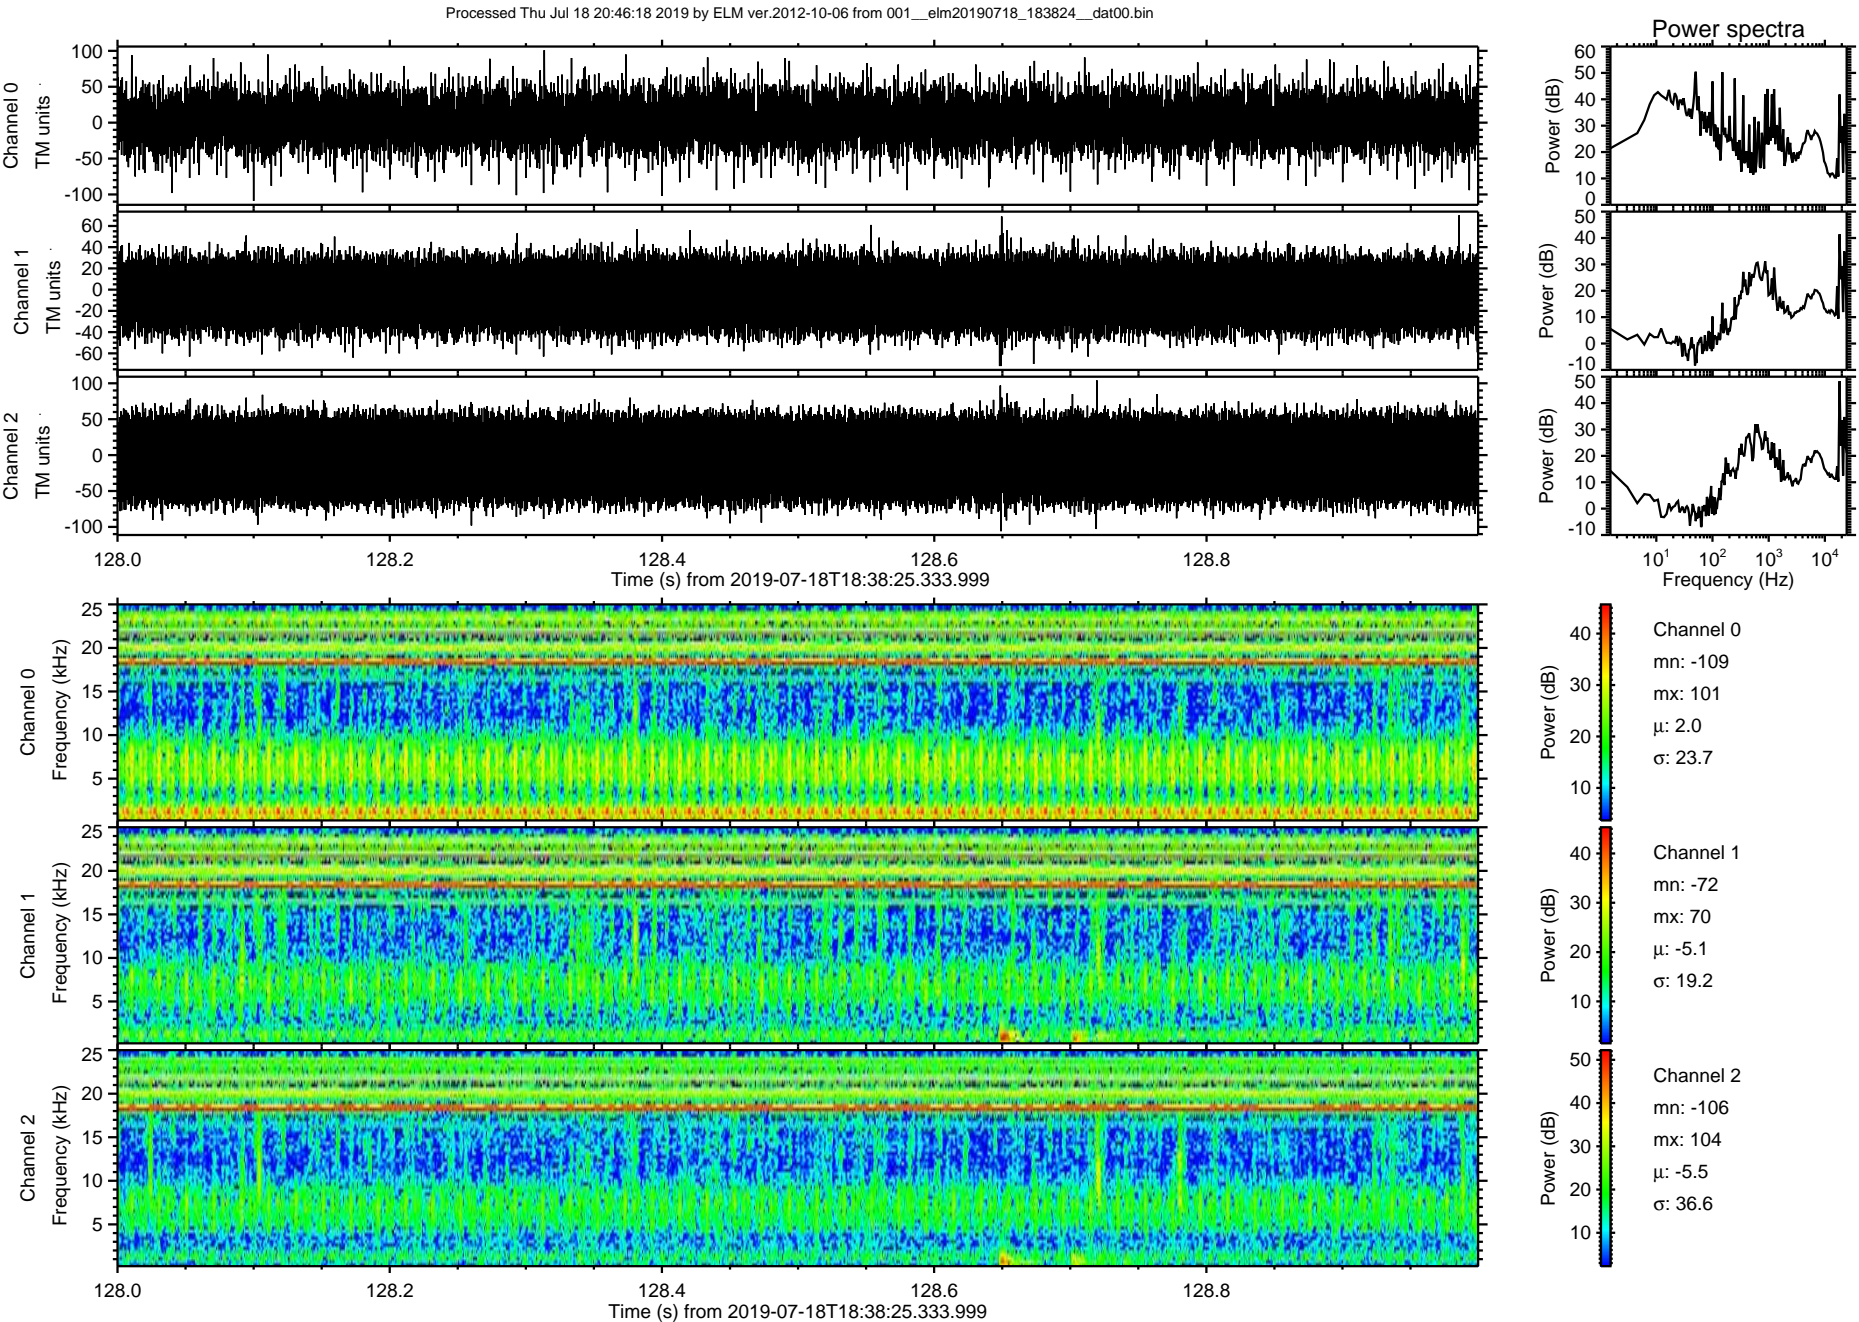 Processed Thu Jul 18 20:46:18 2019 by ELM ver.2012-10-06 from 001__elm20190718_183824__dat00.bin
Power spectra
Channel 0
TM units
100
50
0
-50
-100
Power (dB)
60
50
40
30
20
10
0
Channel 1
TM units
60
40
20
0
-20
-40
-60
Power (dB)
50
40
30
20
10
0
-10
Channel 2
TM units
100
50
0
-50
-100
Power (dB)
50
40
30
20
10
0
-10
128.0 128.2 128.4 128.6 128.8
Time (s) from 2019-07-18T18:38:25.333.999
10¹ 10² 10³ 10⁴
Frequency (Hz)
Channel 0
Frequency (kHz)
25
20
15
10
5
Power (dB)
40
30
20
10
Channel 0
mn: -109
mx: 101
μ: 2.0
σ: 23.7
Channel 1
Frequency (kHz)
25
20
15
10
5
Power (dB)
40
30
20
10
Channel 1
mn: -72
mx: 70
μ: -5.1
σ: 19.2
Channel 2
Frequency (kHz)
25
20
15
10
5
Power (dB)
50
40
30
20
10
Channel 2
mn: -106
mx: 104
μ: -5.5
σ: 36.6
128.0 128.2 128.4 128.6 128.8
Time (s) from 2019-07-18T18:38:25.333.999